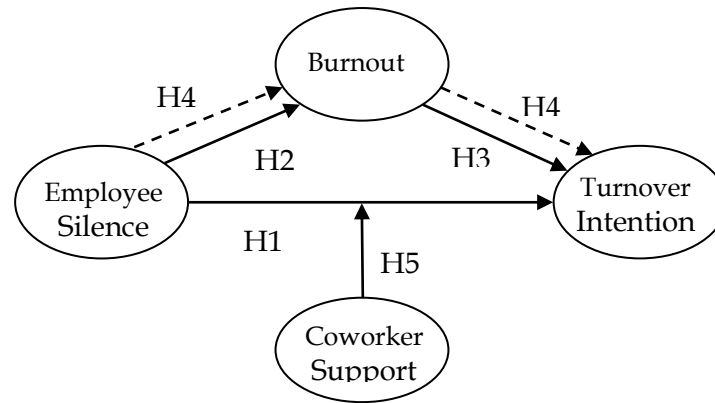 Burnout
H4
H4
H2
H3
Employee
Silence
Turnover
Intention
H1
H5
Coworker
Support